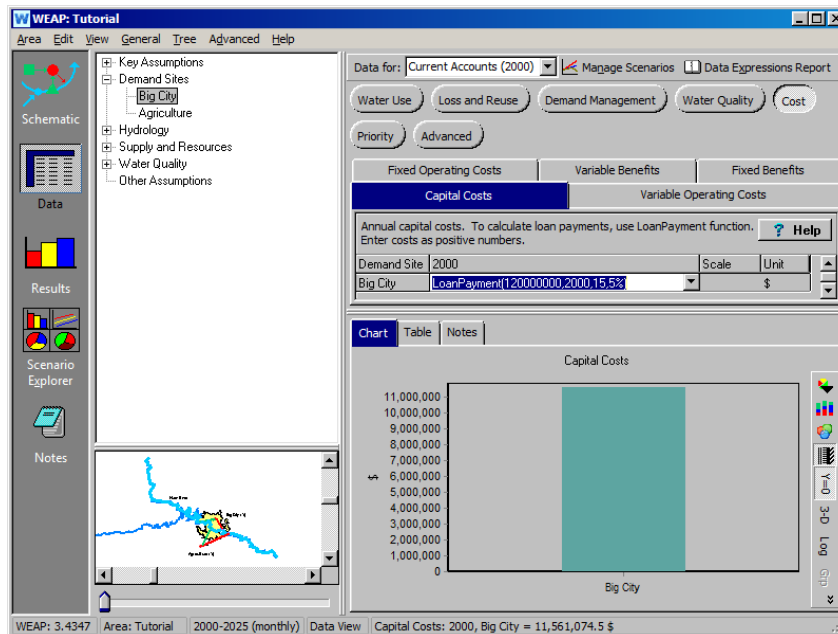 WEAP: Tutorial
Area Edit View General Tree Advanced Help
Schematic
Data
Results
Scenario
Explorer
Notes
Key Assumptions
Demand Sites
Big City
Agriculture
Hydrology
Supply and Resources
Water Quality
Other Assumptions
Data for: Current Accounts (2000) Manage Scenarios Data Expressions Report
Water Use Loss and Reuse Demand Management Water Quality Cost
Priority Advanced
Fixed Operating Costs Variable Benefits Fixed Benefits
Capital Costs Variable Operating Costs
Annual capital costs. To calculate loan payments, use LoanPayment function.
Enter costs as positive numbers.
? Help
Demand Site 2000 Scale Unit
Big City LoanPayment(120000000,2000,15,5%) $
Chart Table Notes
Capital Costs
11,000,000
10,000,000
9,000,000
8,000,000
7,000,000
6,000,000
5,000,000
4,000,000
3,000,000
2,000,000
1,000,000
0
$
Big City
Y=0
3-D
Log
Grp
WEAP: 3.4347 Area: Tutorial 2000-2025 (monthly) Data View Capital Costs: 2000, Big City = 11,561,074.5 $